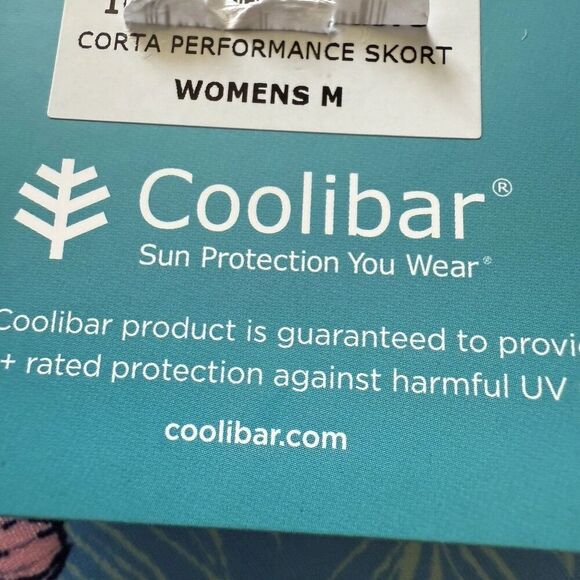 CORTA PERFORMANCE SKORT
WOMENS M
Coolibar®
Sun Protection You Wear®
Coolibar product is guaranteed to
+ rated protection against harmful UV
coolibar.com